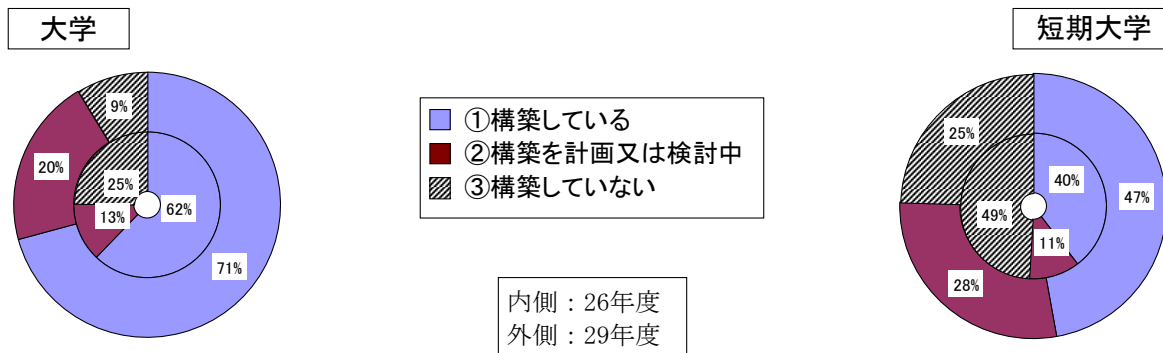 大学
短期大学
9%
20%
25%
13%
62%
71%
①構築している
②構築を計画又は検討中
③構築していない
25%
40%
47%
49%
11%
28%
内側：26年度
外側：29年度